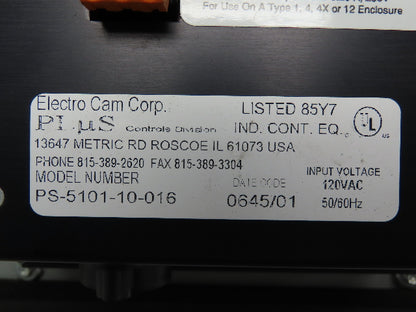 For Use On A Type 1, 4, 4X or 12 Enclosure
Electro Cam Corp.
LISTED 85Y7
PLμS Controls Division
IND. CONT. EQ.
UL
13647 METRIC RD ROSCOE IL 61073 USA
PHONE 815-389-2620 FAX 815-389-3304
MODEL NUMBER
DATE CODE
INPUT VOLTAGE
PS-5101-10-016
0645/01
120VAC
50/60Hz